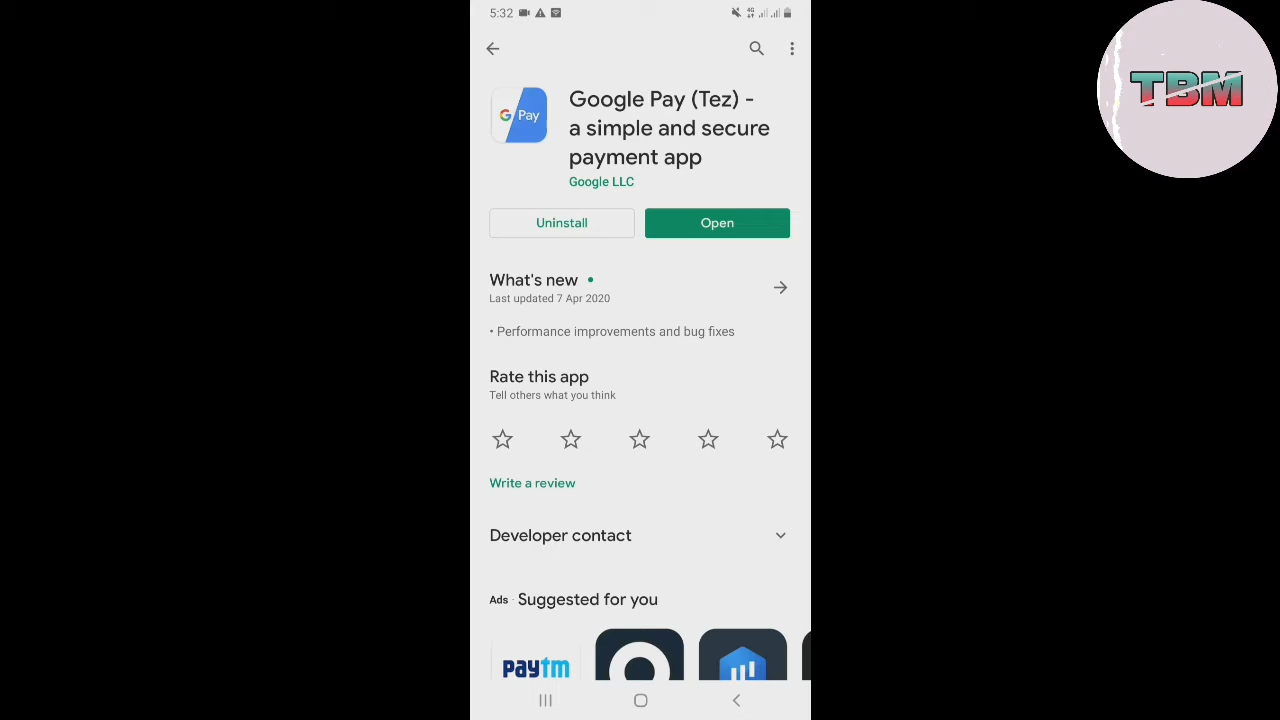 5:32
4G
TBM
G Pay
Google Pay (Tez) -
a simple and secure
payment app
Google LLC
Uninstall
Open
What's new
Last updated 7 Apr 2020
• Performance improvements and bug fixes
Rate this app
Tell others what you think
Write a review
Developer contact
Ads · Suggested for you
paytm